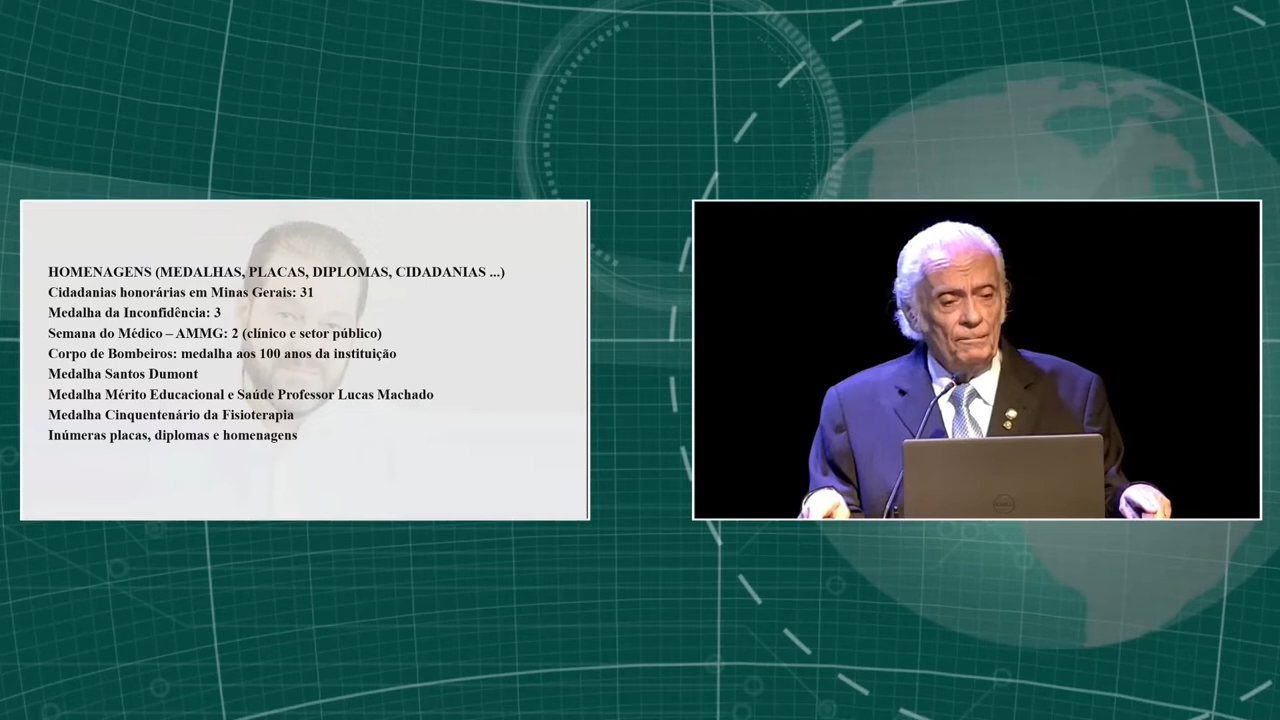 HOMENAGENS (MEDALHAS, PLACAS, DIPLOMAS, CIDADANIAS ...)
Cidadanias honorárias em Minas Gerais: 31
Medalha da Inconfidência: 3
Semana do Médico – AMMG: 2 (clínico e setor público)
Corpo de Bombeiros: medalha aos 100 anos da instituição
Medalha Santos Dumont
Medalha Mérito Educacional e Saúde Professor Lucas Machado
Medalha Cinquentenário da Fisioterapia
Inúmeras placas, diplomas e homenagens
DELL